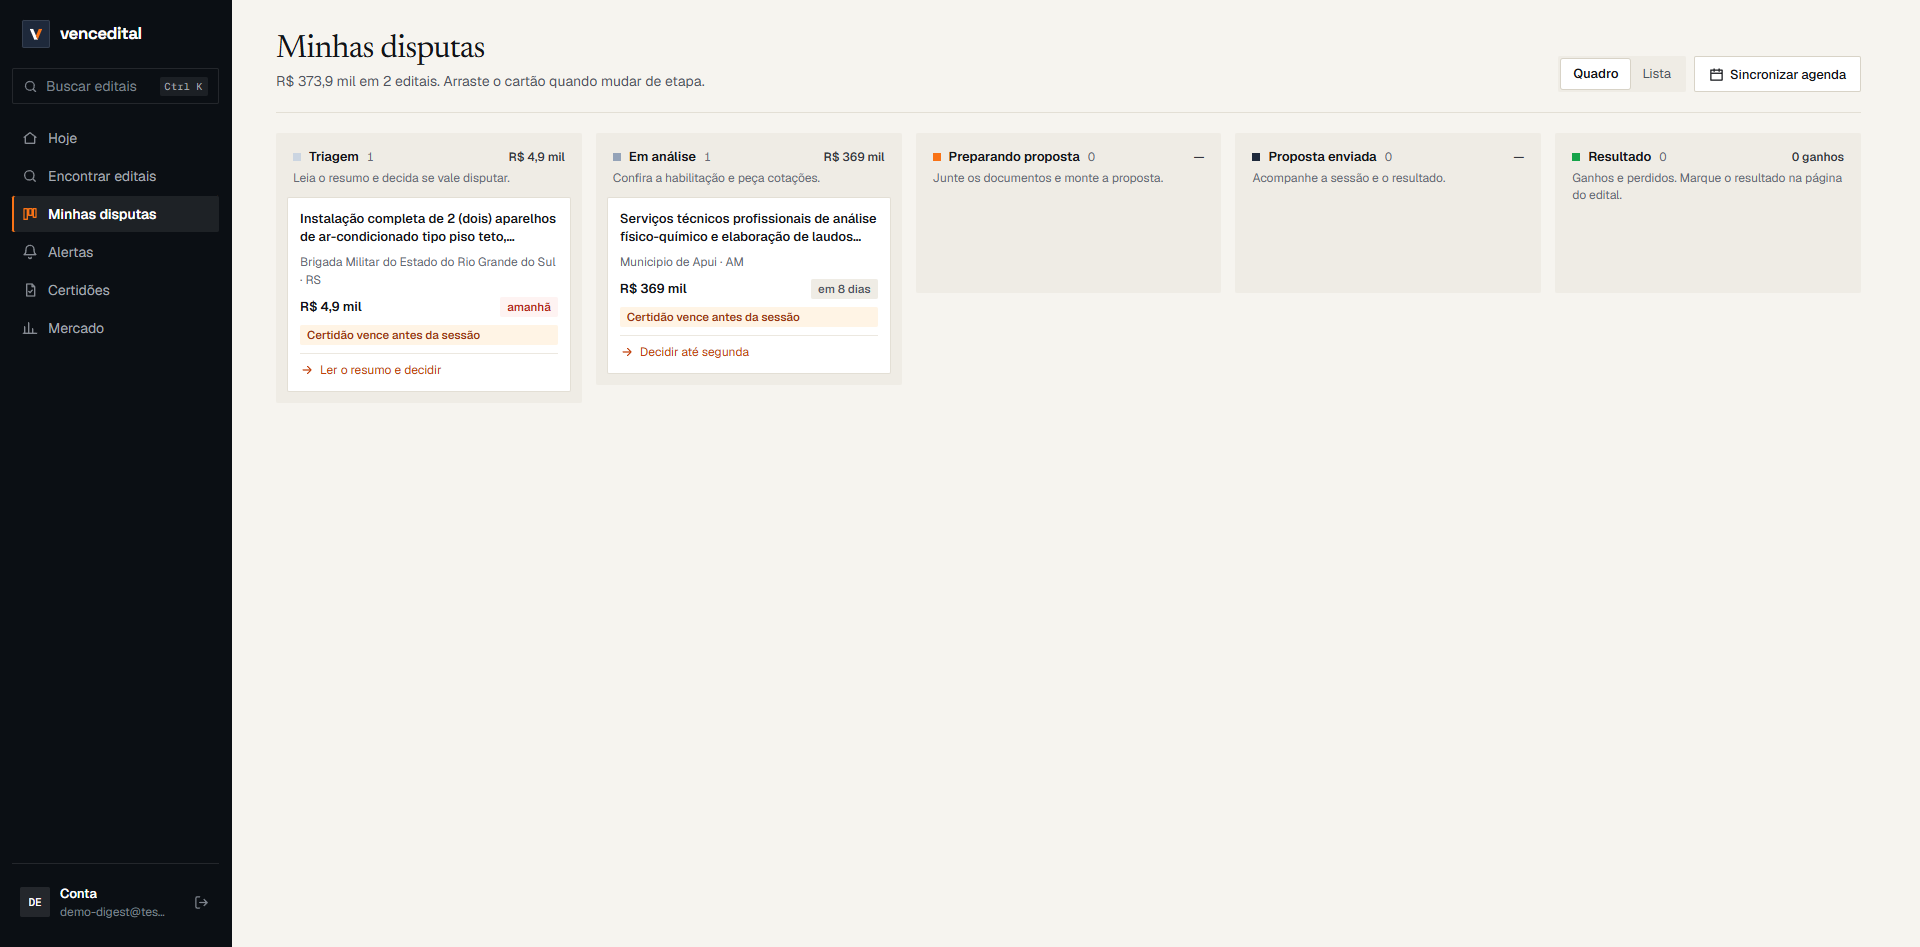 vencedital
Buscar editais Ctrl K
Hoje
Encontrar editais
Minhas disputas
Alertas
Certidões
Mercado
DE
Conta
demo-digest@tes...
Minhas disputas
R$ 373,9 mil em 2 editais. Arraste o cartão quando mudar de etapa.
Quadro
Lista
Sincronizar agenda
Triagem 1 R$ 4,9 mil
Leia o resumo e decida se vale disputar.
Instalação completa de 2 (dois) aparelhos
de ar-condicionado tipo piso teto,...
Brigada Militar do Estado do Rio Grande do Sul
· RS
R$ 4,9 mil amanhã
Certidão vence antes da sessão
→ Ler o resumo e decidir
Em análise 1 R$ 369 mil
Confira a habilitação e peça cotações.
Serviços técnicos profissionais de análise
físico-químico e elaboração de laudos...
Municipio de Apui · AM
R$ 369 mil em 8 dias
Certidão vence antes da sessão
→ Decidir até segunda
Preparando proposta 0 —
Junte os documentos e monte a proposta.
Proposta enviada 0 —
Acompanhe a sessão e o resultado.
Resultado 0 0 ganhos
Ganhos e perdidos. Marque o resultado na página
do edital.